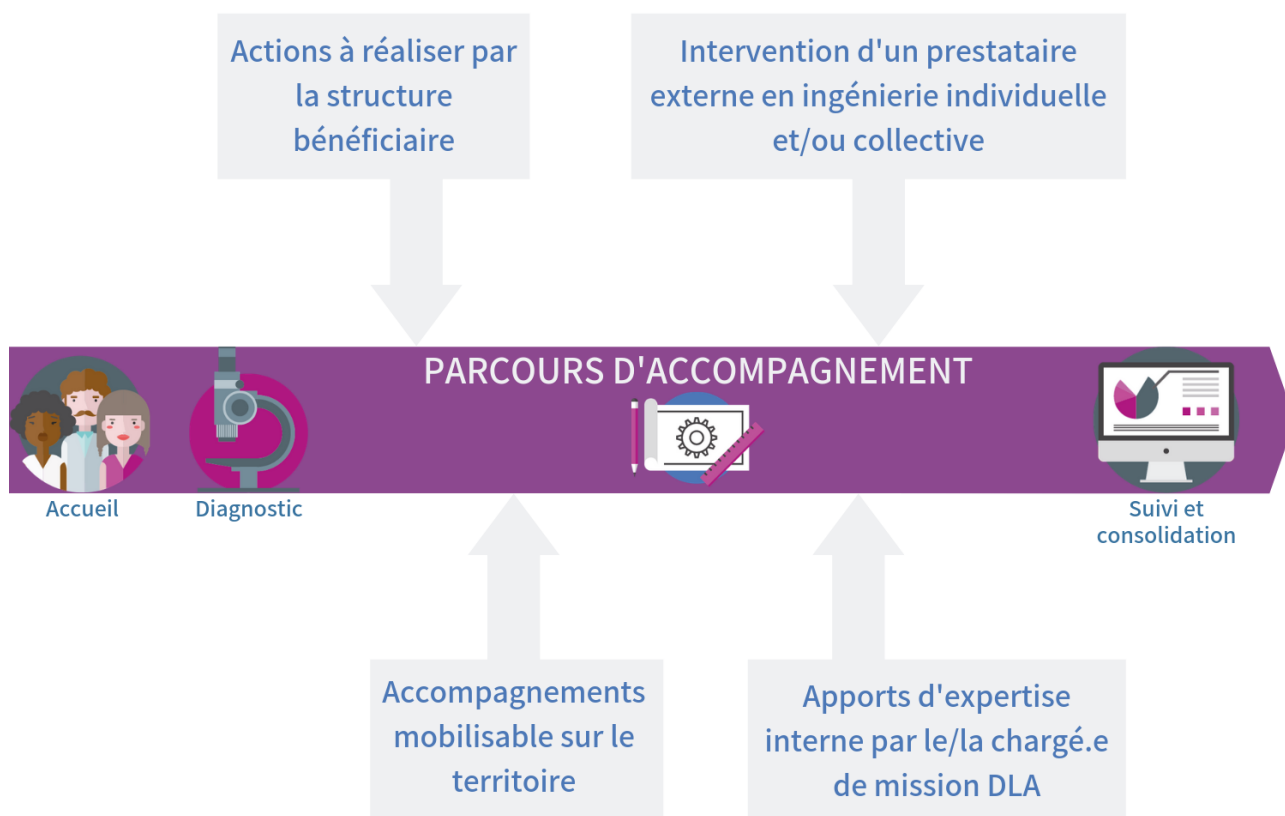 Actions à réaliser par
la structure
bénéficiaire
Intervention d'un prestataire
externe en ingénierie individuelle
et/ou collective
PARCOURS D'ACCOMPAGNEMENT
Accueil
Diagnostic
Suivi et
consolidation
Accompagnements
mobilisable sur le
territoire
Apports d'expertise
interne par le/la chargé.e
de mission DLA